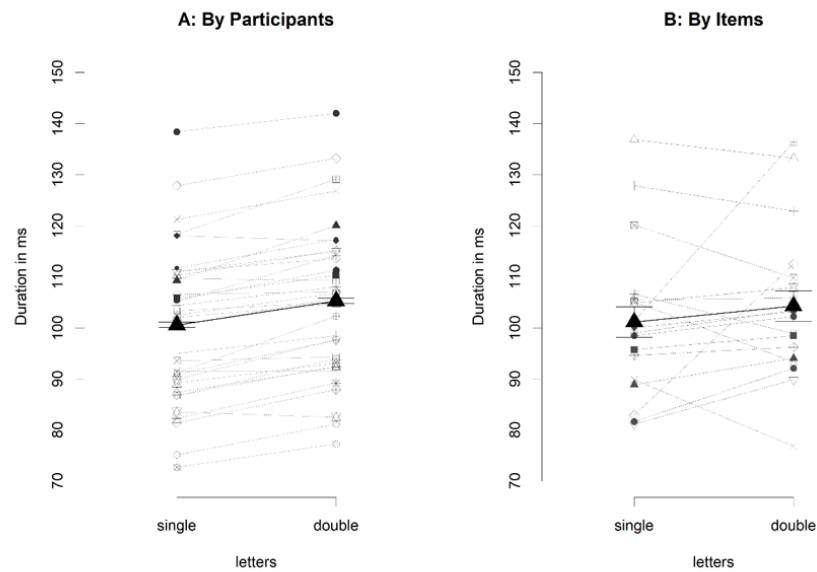 A: By Participants
Duration in ms
150
140
130
120
110
100
90
80
70
single
double
letters
B: By Items
Duration in ms
150
140
130
120
110
100
90
80
70
single
double
letters